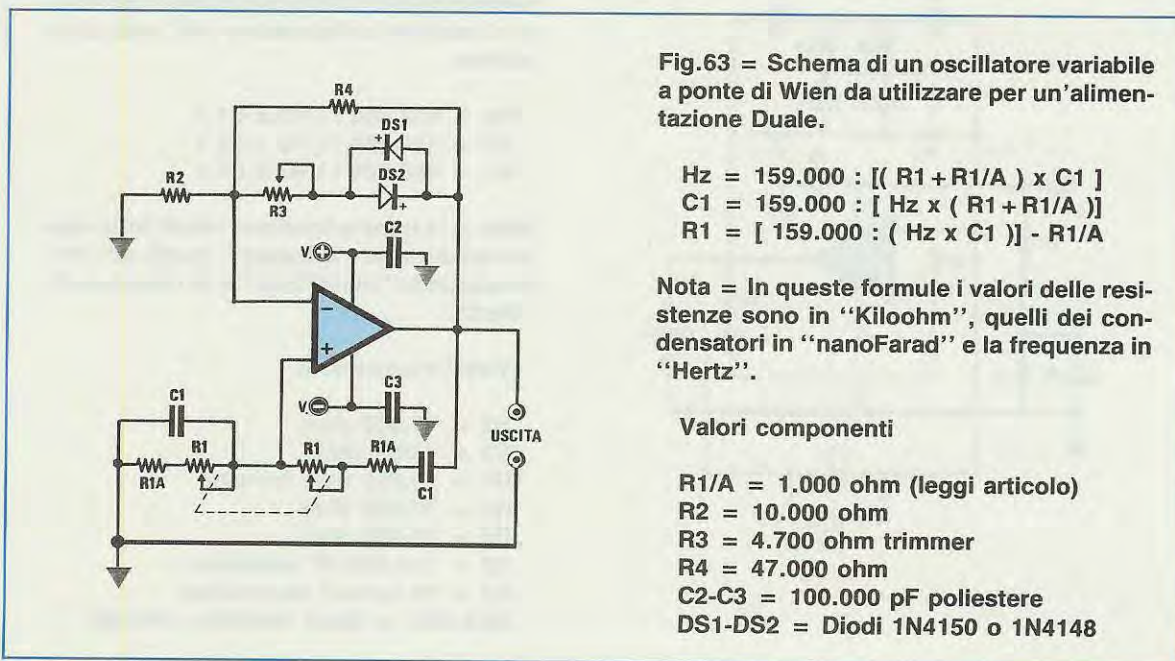 R4
DS1
+
R2
DS2
+
R3
C2
V.
+
−
+
C3
C1
V.
USCITA
R1
R1
R1A
R1A
C1
Fig.63 = Schema di un oscillatore variabile
a ponte di Wien da utilizzare per un'alimen-
tazione Duale.
Hz = 159.000 : [( R1 + R1/A ) x C1 ]
C1 = 159.000 : [ Hz x ( R1 + R1/A )]
R1 = [ 159.000 : ( Hz x C1 )] - R1/A
Nota = In queste formule i valori delle resi-
stenze sono in ''Kiloohm'', quelli dei con-
densatori in ''nanoFarad'' e la frequenza in
''Hertz''.
Valori componenti
R1/A = 1.000 ohm (leggi articolo)
R2 = 10.000 ohm
R3 = 4.700 ohm trimmer
R4 = 47.000 ohm
C2-C3 = 100.000 pF poliestere
DS1-DS2 = Diodi 1N4150 o 1N4148